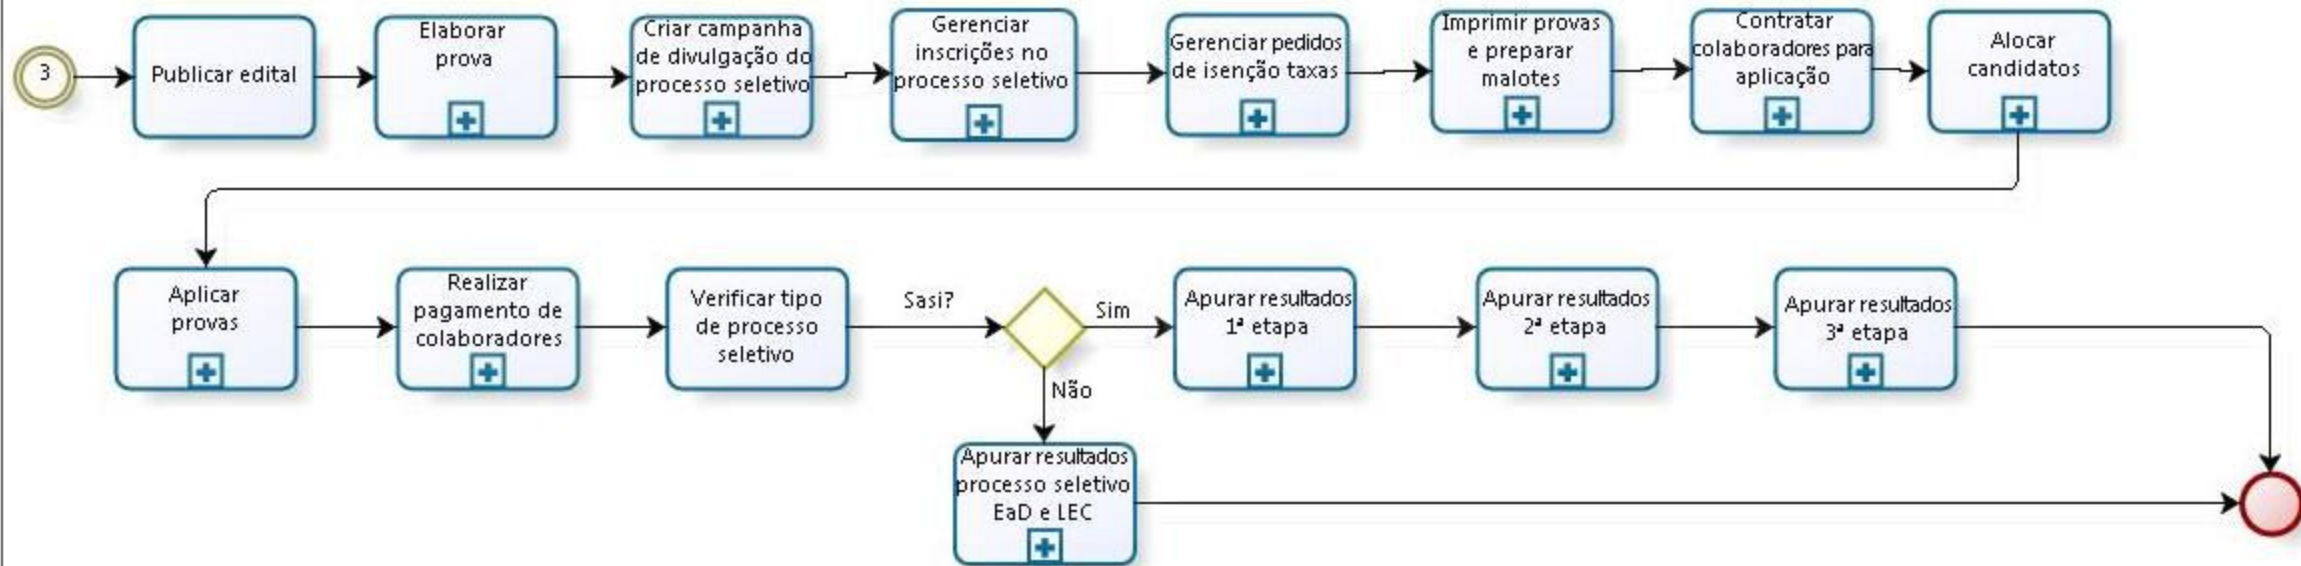 3
Publicar edital
Elaborar
prova
Criar campanha
de divulgação do
processo seletivo
Gerenciar
inscrições no
processo seletivo
Gerenciar pedidos
de isenção taxas
Imprimir provas
e preparar
malotes
Contratar
colaboradores para
aplicação
Alocar
candidatos
Aplicar
provas
Realizar
pagamento de
colaboradores
Verificar tipo
de processo
seletivo
Sasi?
Sim
Não
Apurar resultados
1ª etapa
Apurar resultados
2ª etapa
Apurar resultados
3ª etapa
Apurar resultados
processo seletivo
EaD e LEC